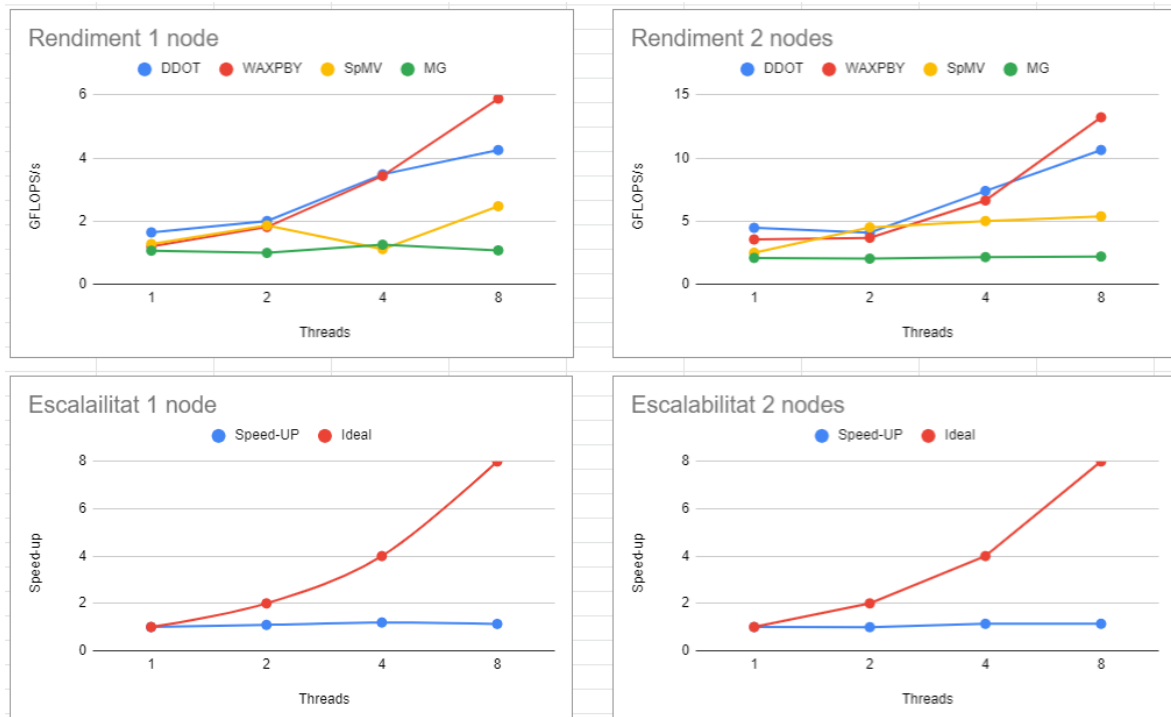 Rendiment 1 node
DDOT WAXPBY SpMV MG
6
4
2
0
GFLOPS/s
1 2 4 8
Threads
Rendiment 2 nodes
DDOT WAXPBY SpMV MG
15
10
5
0
GFLOPS/s
1 2 4 8
Threads
Escalailitat 1 node
Speed-UP Ideal
8
6
4
2
0
Speed-up
1 2 4 8
Threads
Escalabilitat 2 nodes
Speed-UP Ideal
8
6
4
2
0
Speed-up
1 2 4 8
Threads